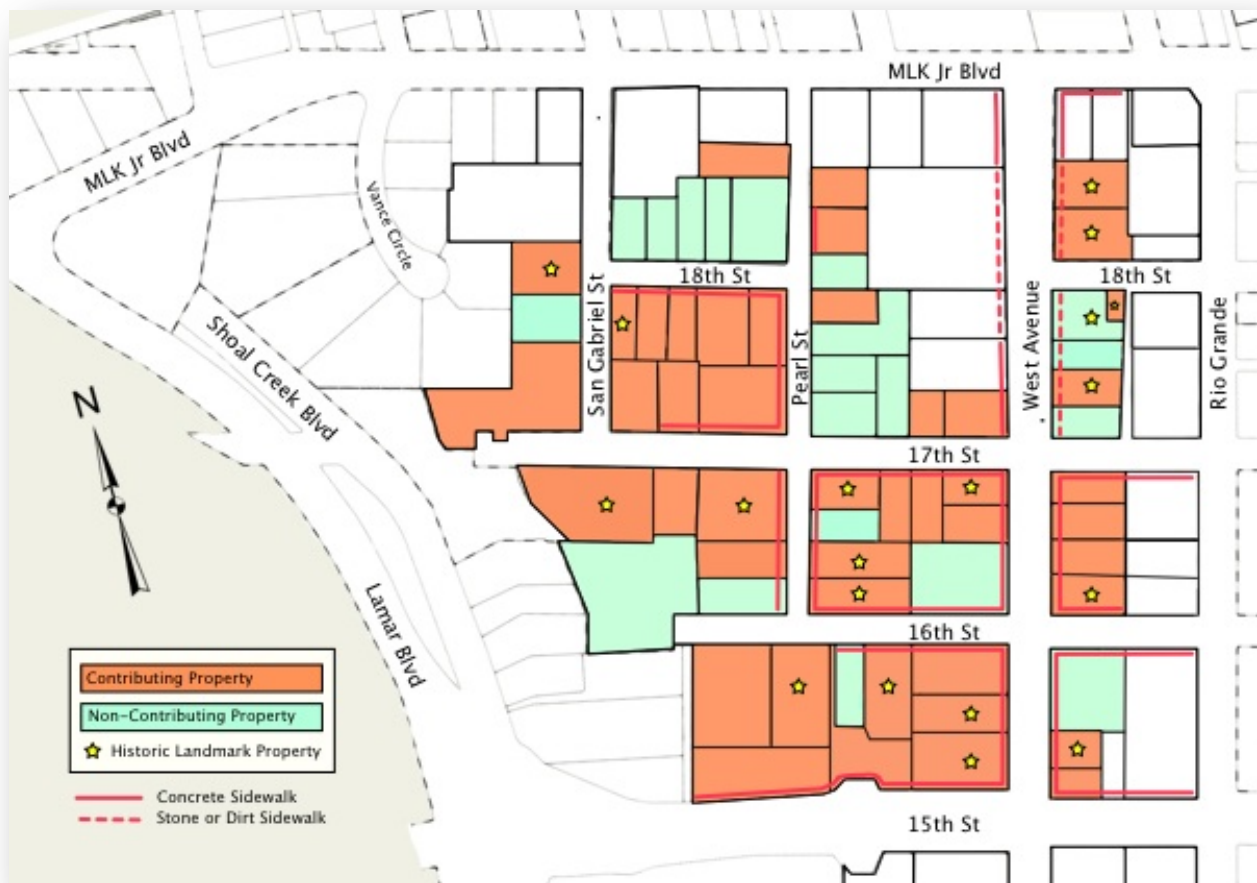 MLK Jr Blvd
MLK Jr Blvd
Vance Circle
18th St
18th St
San Gabriel St
Pearl St
West Avenue
Rio Grande
Shoal Creek Blvd
N
17th St
Lamar Blvd
16th St
Contributing Property
Non-Contributing Property
Historic Landmark Property
Concrete Sidewalk
Stone or Dirt Sidewalk
15th St